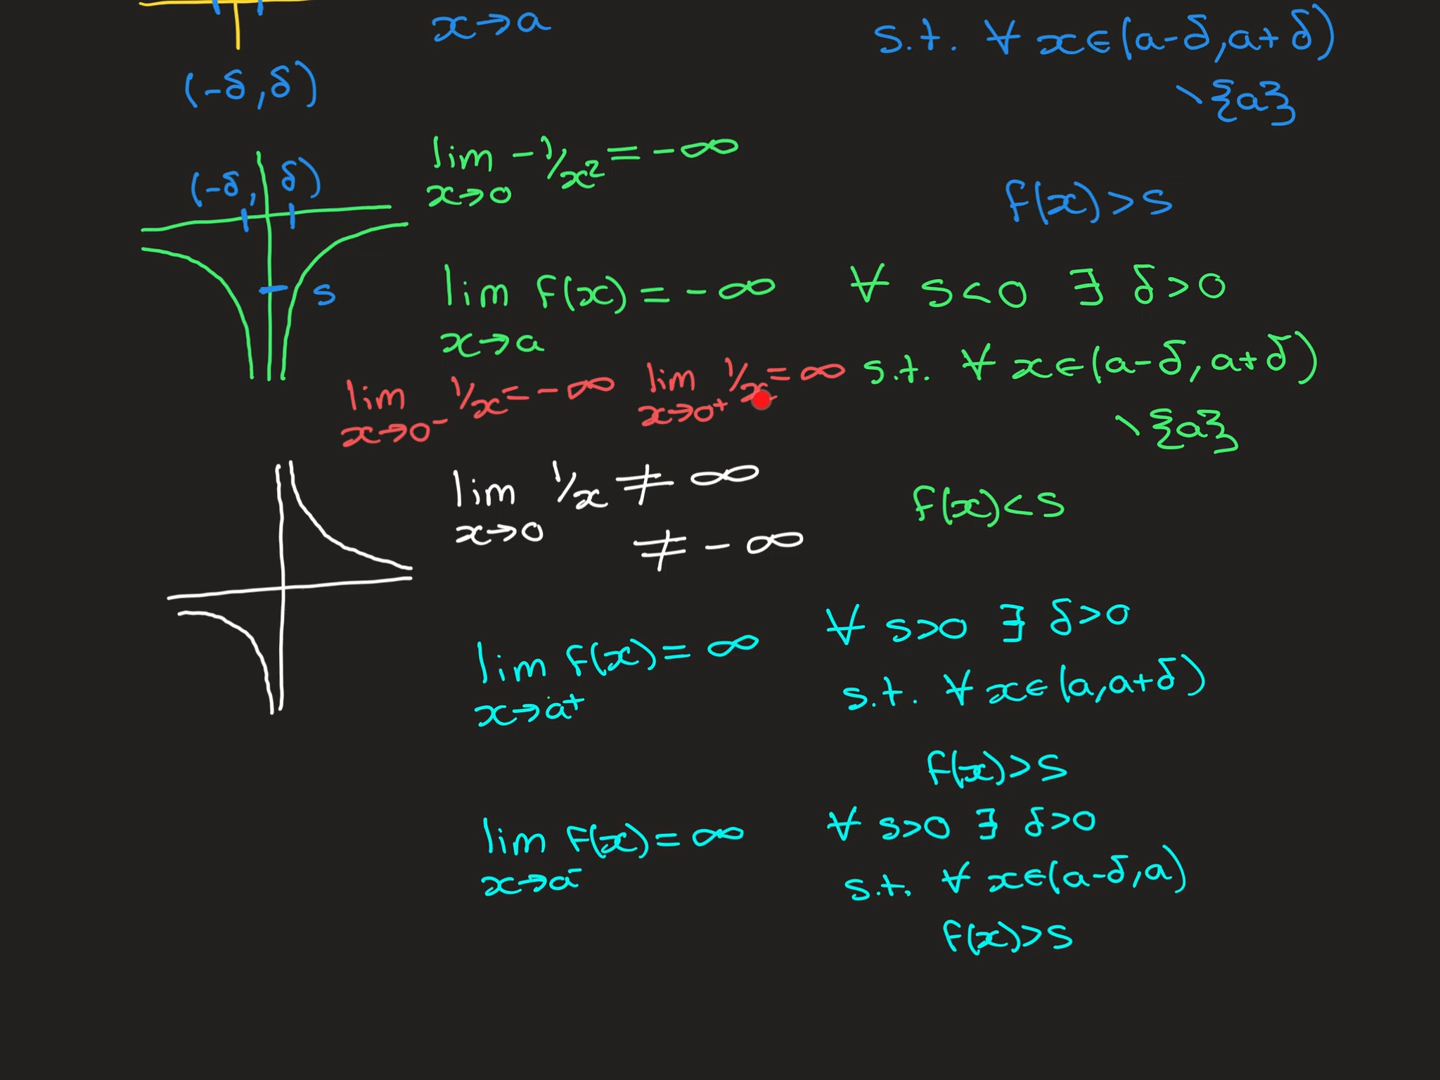 x→a
s.t. ∀ x∈(a-δ,a+δ)
(-δ,δ)
\{a}
lim -1/x² = -∞
x→0
(-δ, δ)
f(x)>s
lim f(x) = -∞ ∀ s<0 ∃ δ>0
x→a
s
s.t. ∀ x∈(a-δ,a+δ)
lim 1/x = -∞ lim 1/x = ∞
x→0⁻ x→0⁺
\{a}
lim 1/x ≠ ∞
x→0 ≠ -∞
f(x)<s
lim f(x) = ∞ ∀ s>0 ∃ δ>0
x→a⁺ s.t. ∀ x∈(a,a+δ)
f(x)>s
lim f(x) = ∞ ∀ s>0 ∃ δ>0
x→a⁻ s.t. ∀ x∈(a-δ,a)
f(x)>s